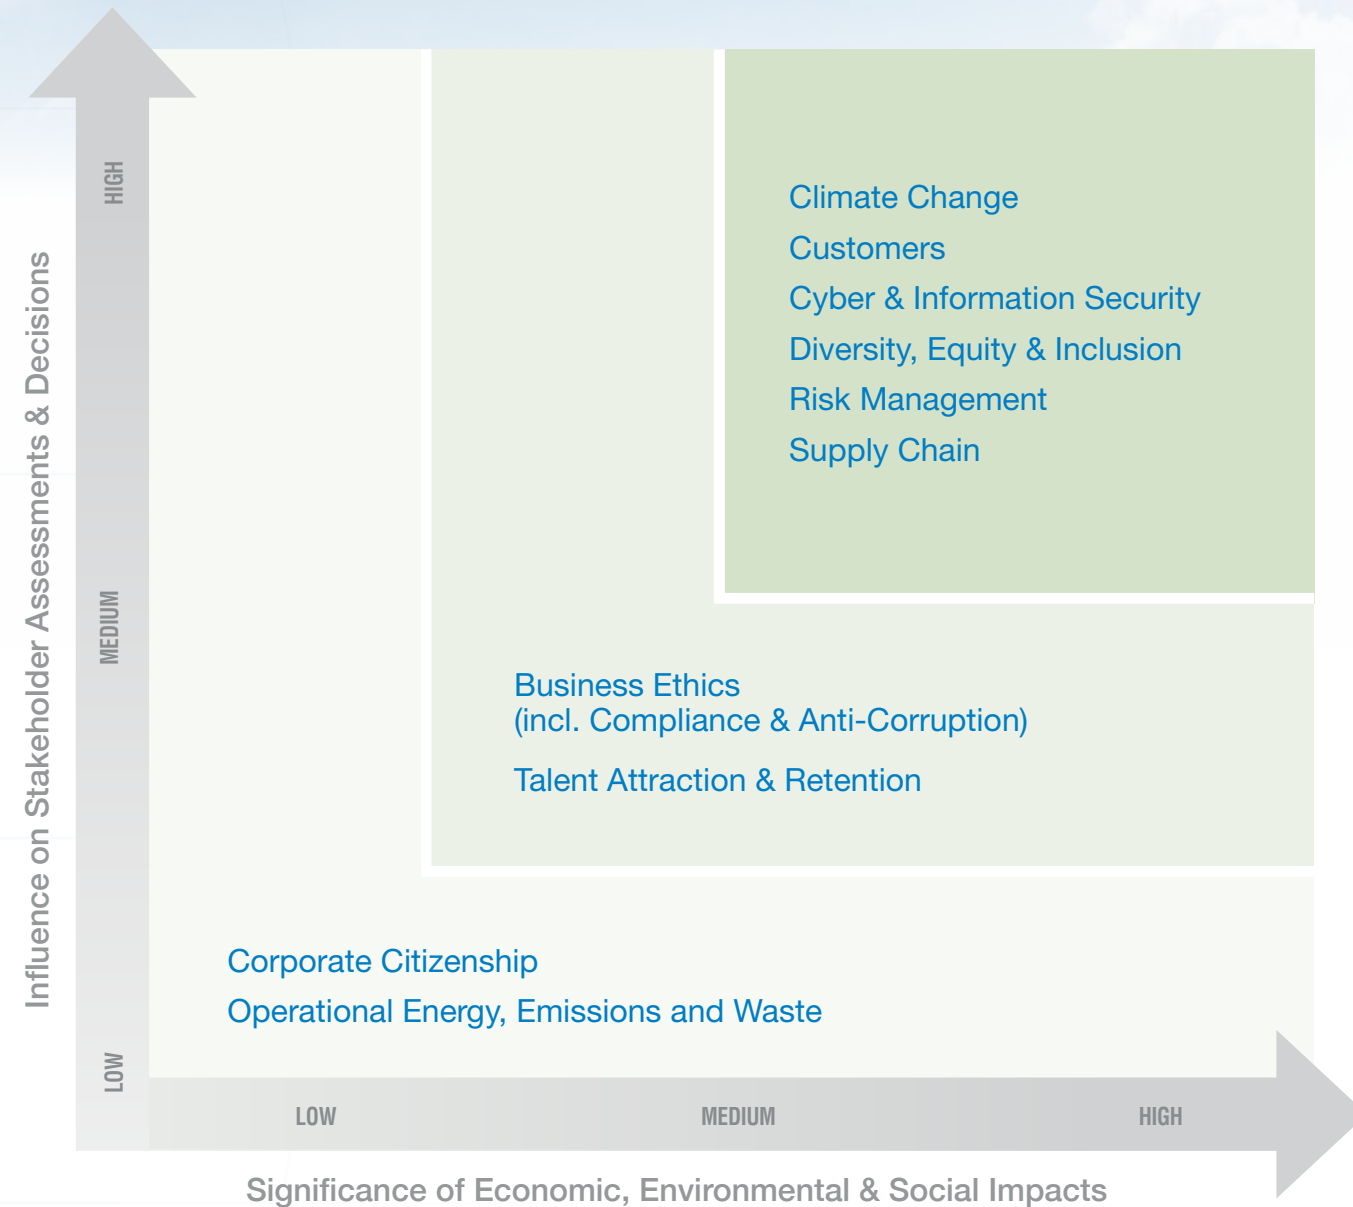 Influence on Stakeholder Assessments & Decisions
HIGH
MEDIUM
LOW
Climate Change
Customers
Cyber & Information Security
Diversity, Equity & Inclusion
Risk Management
Supply Chain
Business Ethics
(incl. Compliance & Anti-Corruption)
Talent Attraction & Retention
Corporate Citizenship
Operational Energy, Emissions and Waste
LOW
MEDIUM
HIGH
Significance of Economic, Environmental & Social Impacts